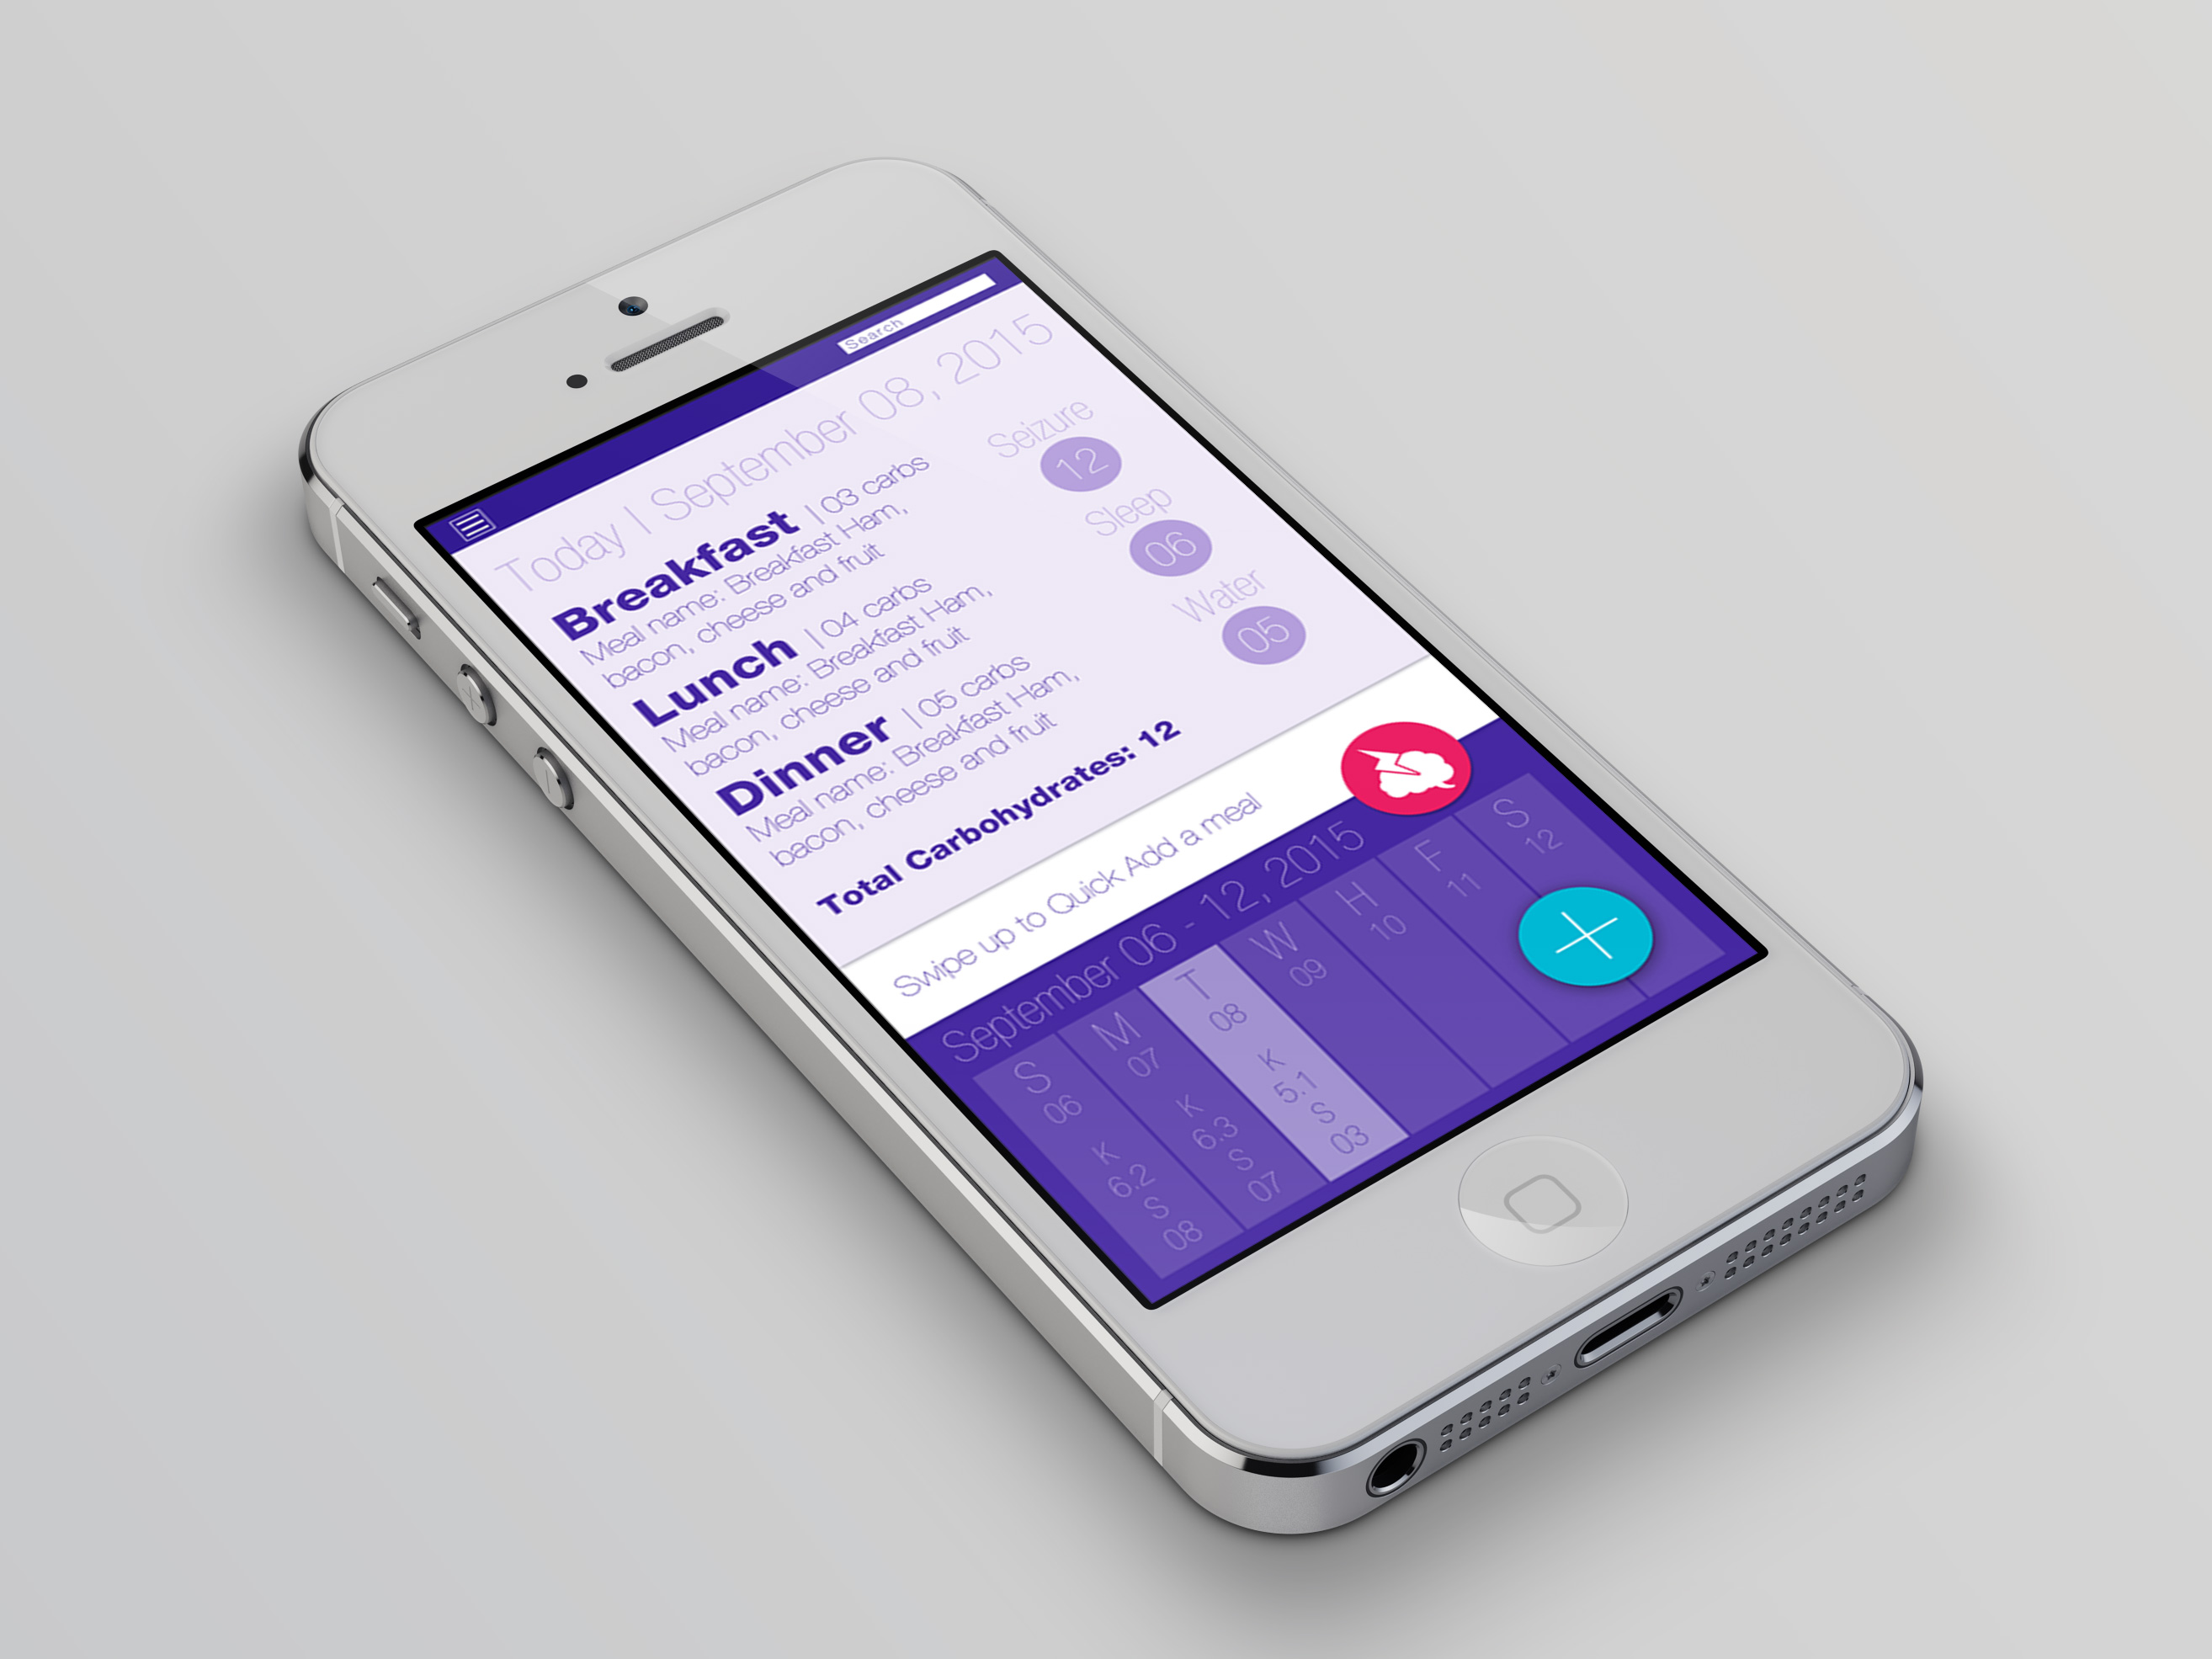 Search
Today | September 08, 2015
Breakfast | 03 carbs
Meal name: Breakfast Ham,
bacon, cheese and fruit
Lunch | 04 carbs
Meal name: Breakfast Ham,
bacon, cheese and fruit
Dinner | 05 carbs
Meal name: Breakfast Ham,
bacon, cheese and fruit
Total Carbohydrates: 12
Seizure
12
Sleep
06
Water
05
Swipe up to Quick Add a meal
September 06 - 12, 2015
S M T W H F S
06 07 08 09 10 11 12
K K K
6.2 6.3 5.1
S S S
08 07 03